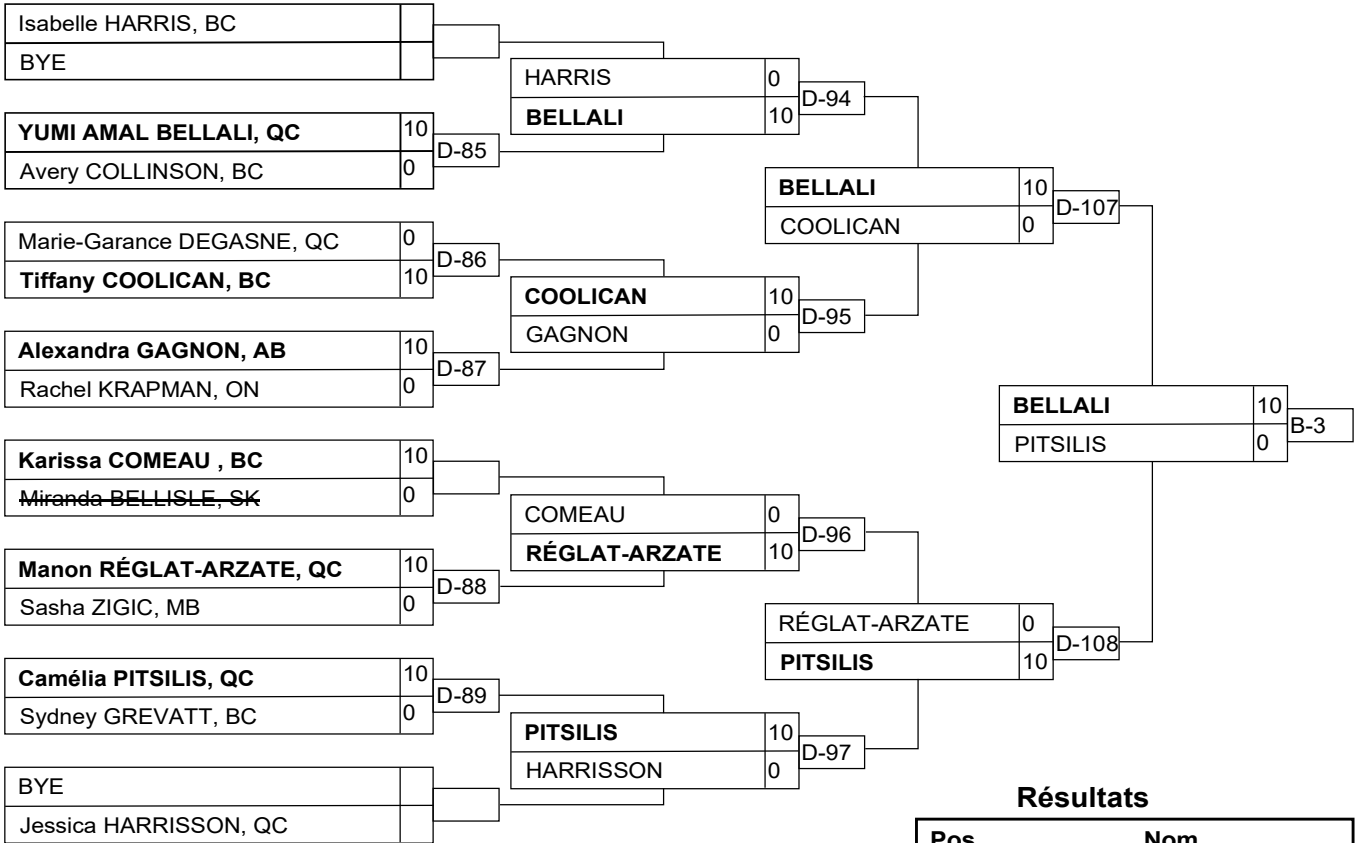 Isabelle HARRIS, BC
BYE
YUMI AMAL BELLALI, QC 10
Avery COLLINSON, BC 0
D-85
Marie-Garance DEGASNE, QC 0
Tiffany COOLICAN, BC 10
D-86
Alexandra GAGNON, AB 10
Rachel KRAPMAN, ON 0
D-87
Karissa COMEAU , BC 10
Miranda BELLISLE, SK 0
Manon RÉGLAT-ARZATE, QC 10
Sasha ZIGIC, MB 0
D-88
Camélia PITSILIS, QC 10
Sydney GREVATT, BC 0
D-89
BYE
Jessica HARRISSON, QC
HARRIS 0
BELLALI 10
D-94
COOLICAN 10
GAGNON 0
D-95
COMEAU 0
RÉGLAT-ARZATE 10
D-96
PITSILIS 10
HARRISSON 0
D-97
BELLALI 10
COOLICAN 0
D-107
RÉGLAT-ARZATE 0
PITSILIS 10
D-108
BELLALI 10
PITSILIS 0
B-3
Résultats
Pos Nom